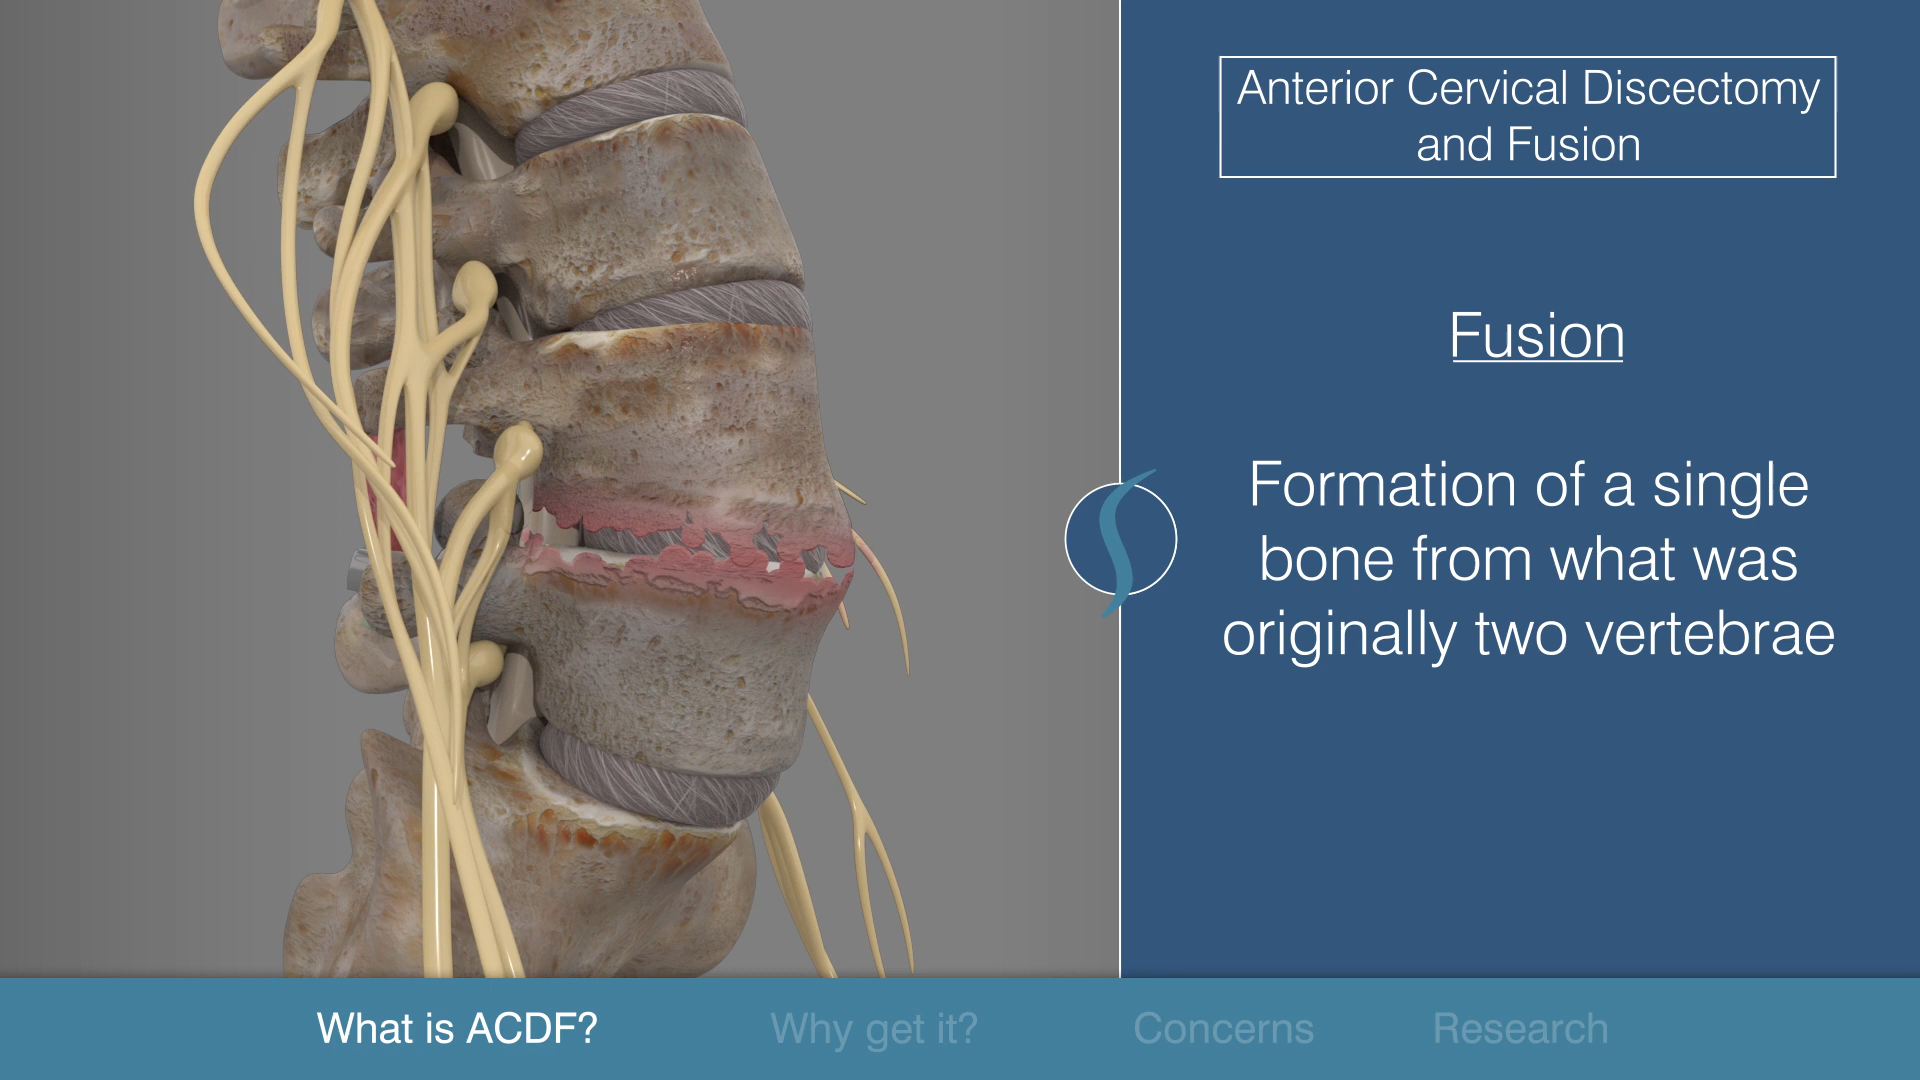 Anterior Cervical Discectomy
and Fusion
Fusion
Formation of a single
bone from what was
originally two vertebrae
What is ACDF? Why get it? Concerns Research